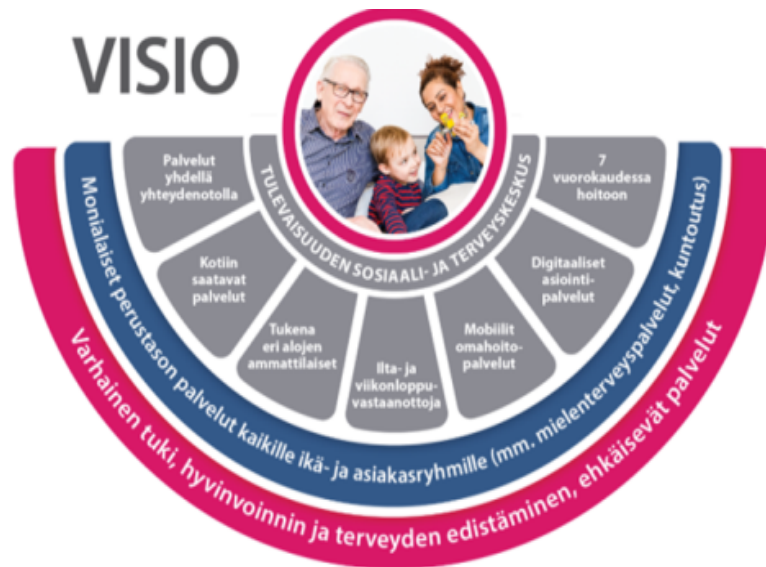 VISIO
TULEVAISUUDEN SOSIAALI- JA TERVEYSKESKUS
Palvelut
yhdellä
yhteydenotolla
Kotiin
saatavat
palvelut
Tukena
eri alojen
ammattilaiset
Ilta- ja
viikonloppu-
vastaanottoja
Mobiilit
omahoito-
palvelut
Digitaaliset
asiointi-
palvelut
7
vuorokaudessa
hoitoon
Monialaiset perustason palvelut kaikille ikä- ja asiakasryhmille (mm. mielenterveyspalvelut, kuntoutus)
Varhainen tuki, hyvinvoinnin ja terveyden edistäminen, ehkäisevät palvelut